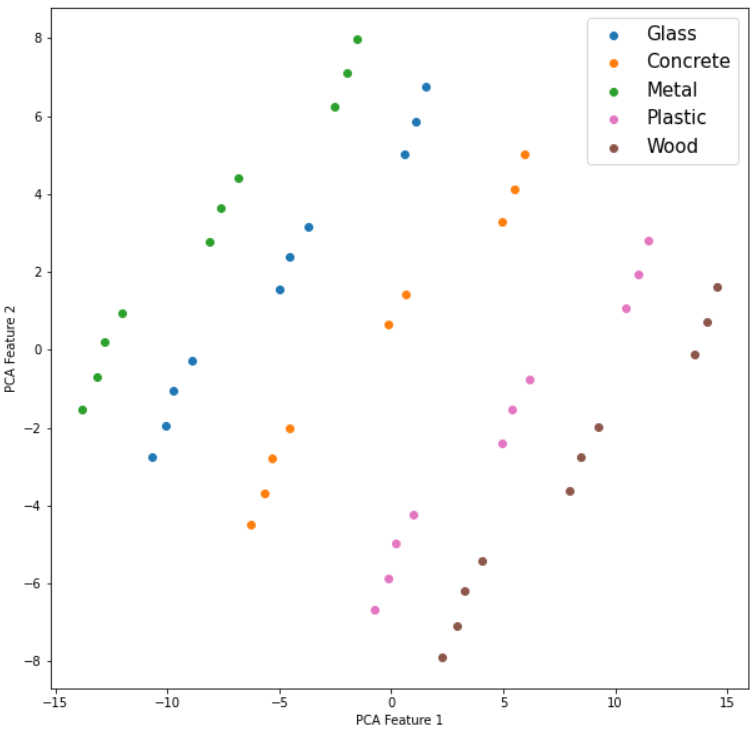 Glass
Concrete
Metal
Plastic
Wood
8
6
4
2
0
−2
−4
−6
−8
PCA Feature 2
−15 −10 −5 0 5 10 15
PCA Feature 1